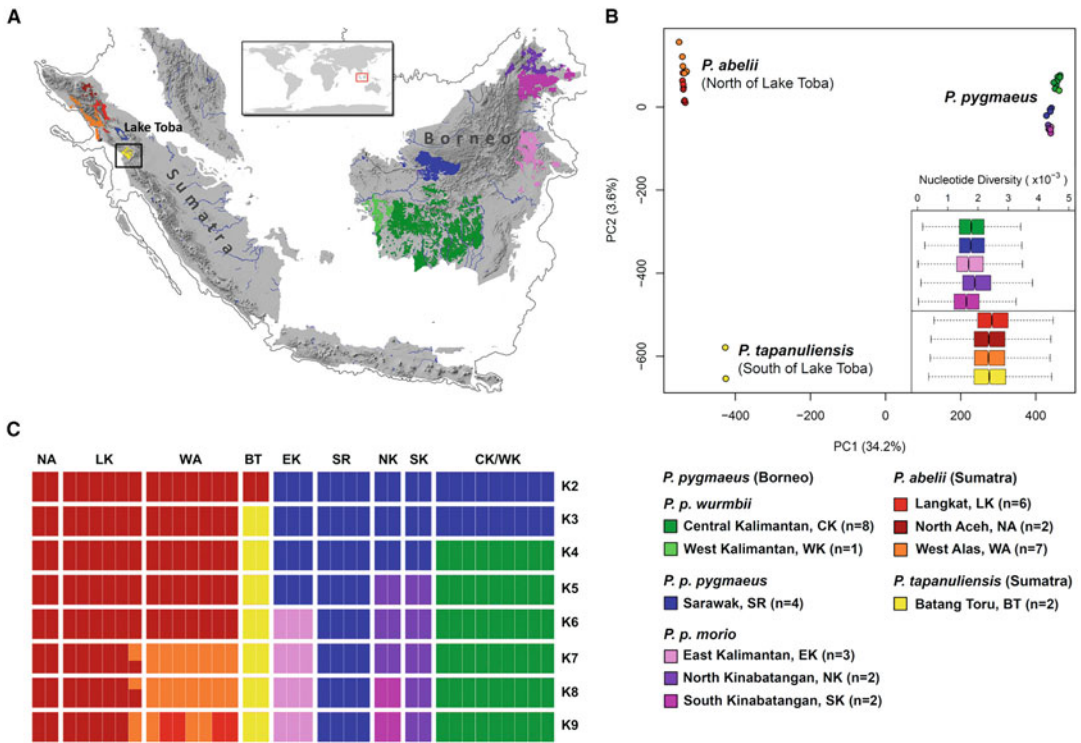 A
Lake Toba
Sumatra
Borneo
B
P. abelii
(North of Lake Toba)
P. pygmaeus
P. tapanuliensis
(South of Lake Toba)
PC2 (3.6%)
0
−200
−400
−600
−400
−200
0
200
400
PC1 (34.2%)
Nucleotide Diversity ( x10⁻³ )
0 1 2 3 4 5
C
NA LK WA BT EK SR NK SK CK/WK
K2
K3
K4
K5
K6
K7
K8
K9
P. pygmaeus (Borneo)
P. p. wurmbii
Central Kalimantan, CK (n=8)
West Kalimantan, WK (n=1)
P. p. pygmaeus
Sarawak, SR (n=4)
P. p. morio
East Kalimantan, EK (n=3)
North Kinabatangan, NK (n=2)
South Kinabatangan, SK (n=2)
P. abelii (Sumatra)
Langkat, LK (n=6)
North Aceh, NA (n=2)
West Alas, WA (n=7)
P. tapanuliensis (Sumatra)
Batang Toru, BT (n=2)